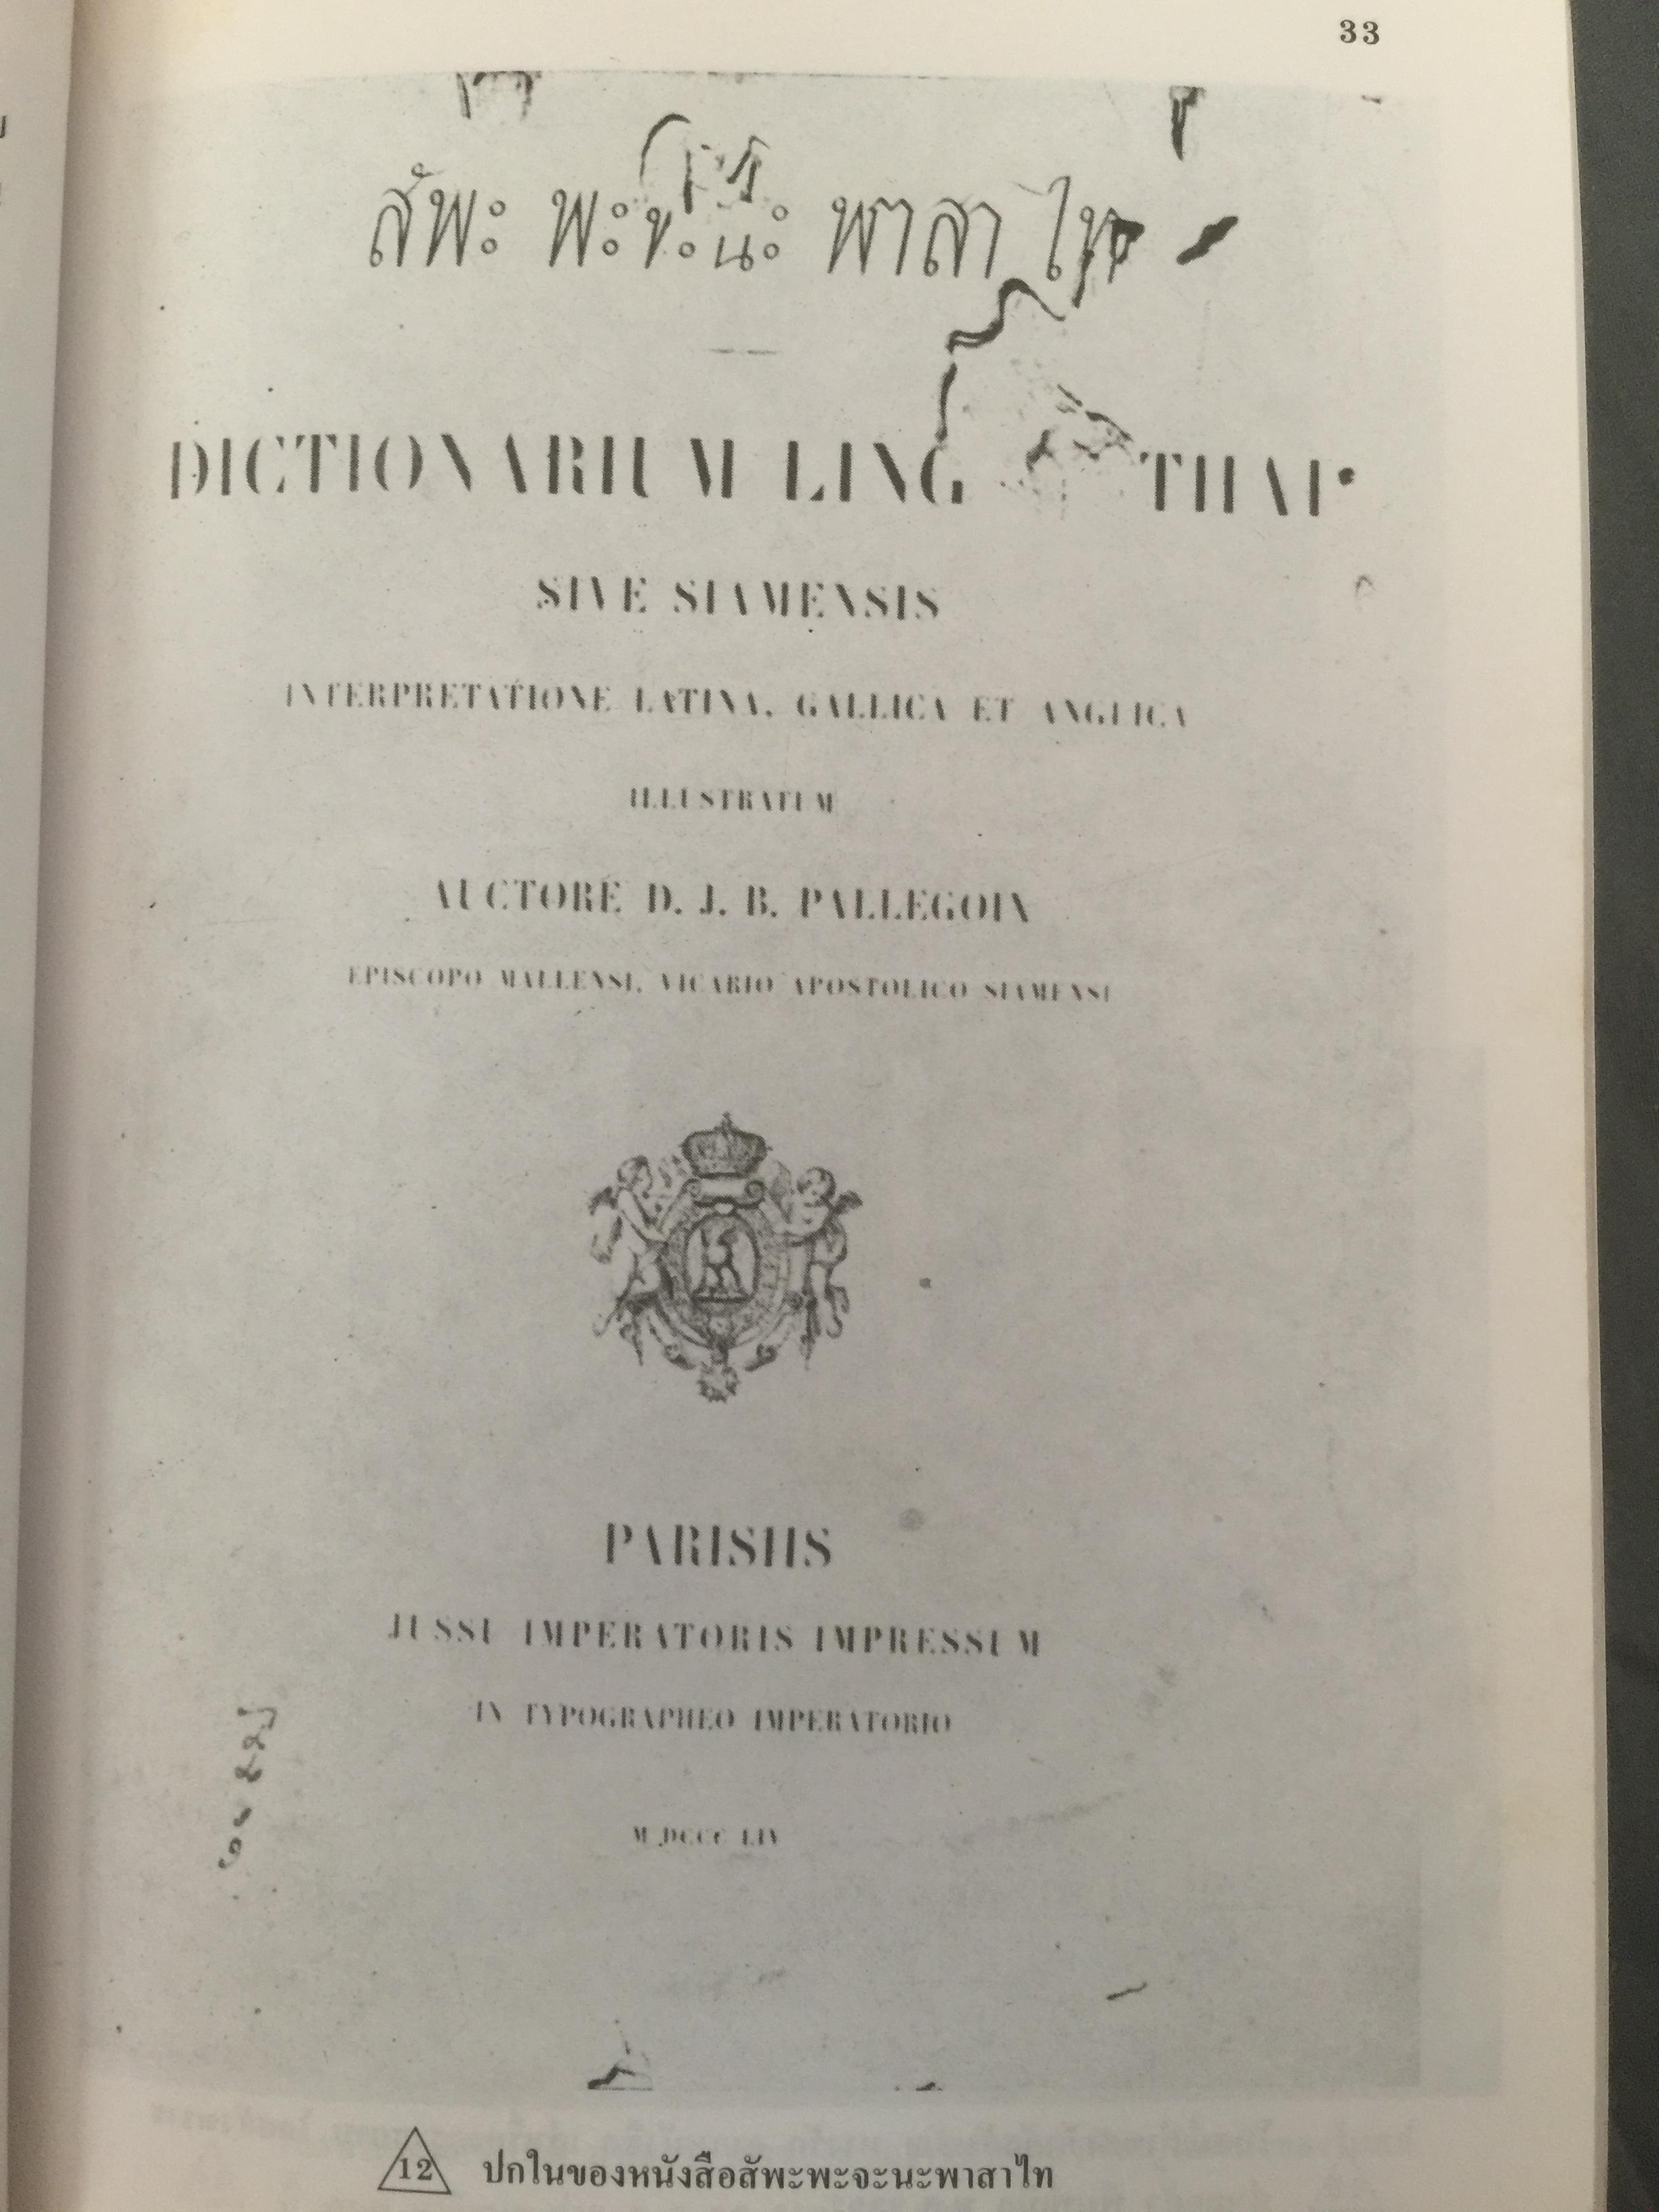 33
สัพะ พะจะนะ พาสา ไท
DICTIONARIUM LING THAI
SIVE SIAMENSIS
INTERPRETATIONE LATINA, GALLICA ET ANGLICA
ILLUSTRATUM
AUCTORE D. J. B. PALLEGOIX
EPISCOPO MALLENSI, VICARIO APOSTOLICO SIAMENSI
PARISIIS
JUSSU IMPERATORIS IMPRESSUM
IN TYPOGRAPHEO IMPERATORIO
M DCCC LIV
12 ปกในของหนังสือสัพะพะจะนะพาสาไท